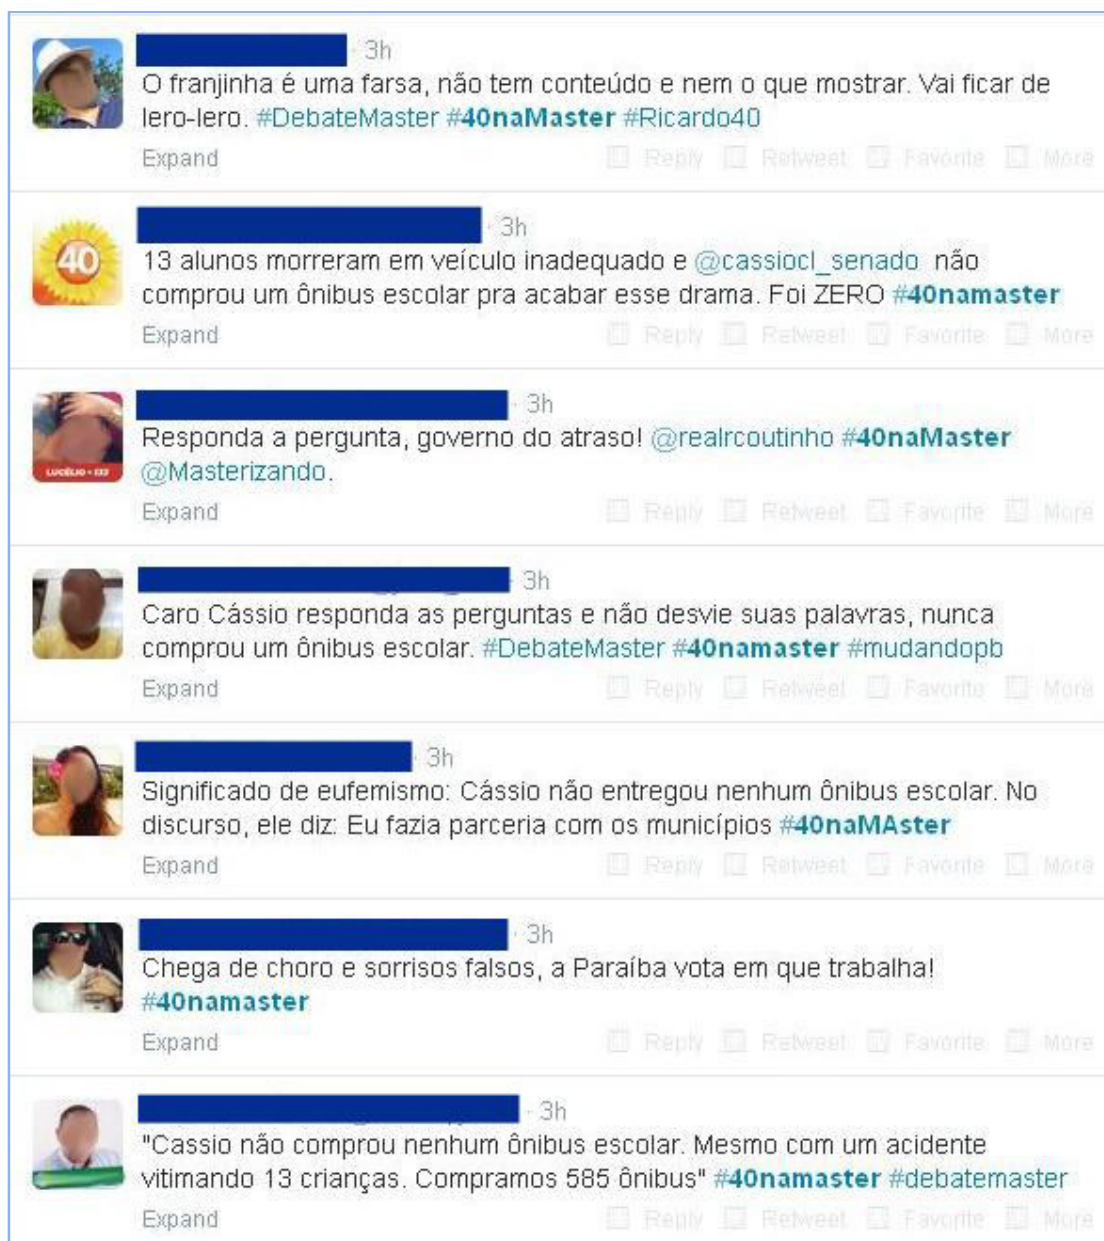 3h
O franjinha é uma farsa, não tem conteúdo e nem o que mostrar. Vai ficar de
lero-lero. #DebateMaster #40naMaster #Ricardo40
Expand Reply Retweet Favorite More
40
3h
13 alunos morreram em veículo inadequado e @cassiocl_senado não
comprou um ônibus escolar pra acabar esse drama. Foi ZERO #40namaster
Expand Reply Retweet Favorite More
3h
Responda a pergunta, governo do atraso! @realrcoutinho #40naMaster
LUCÉLIO
@Masterizando.
Expand Reply Retweet Favorite More
3h
Caro Cássio responda as perguntas e não desvie suas palavras, nunca
comprou um ônibus escolar. #DebateMaster #40namaster #mudandopb
Expand Reply Retweet Favorite More
3h
Significado de eufemismo: Cássio não entregou nenhum ônibus escolar. No
discurso, ele diz: Eu fazia parceria com os municípios #40naMAster
Expand Reply Retweet Favorite More
3h
Chega de choro e sorrisos falsos, a Paraíba vota em que trabalha!
#40namaster
Expand Reply Retweet Favorite More
3h
"Cassio não comprou nenhum ônibus escolar. Mesmo com um acidente
vitimando 13 crianças. Compramos 585 ônibus" #40namaster #debatemaster
Expand Reply Retweet Favorite More